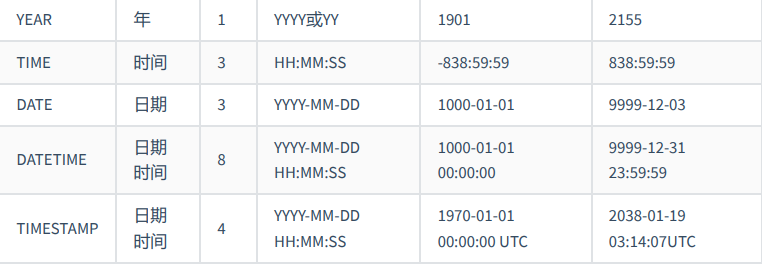 YEAR 年 1 YYYY或YY 1901 2155
TIME 时间 3 HH:MM:SS -838:59:59 838:59:59
DATE 日期 3 YYYY-MM-DD 1000-01-01 9999-12-03
DATETIME 日期 8 YYYY-MM-DD 1000-01-01 9999-12-31
时间 HH:MM:SS 00:00:00 23:59:59
TIMESTAMP 日期 4 YYYY-MM-DD 1970-01-01 2038-01-19
时间 HH:MM:SS 00:00:00 UTC 03:14:07UTC